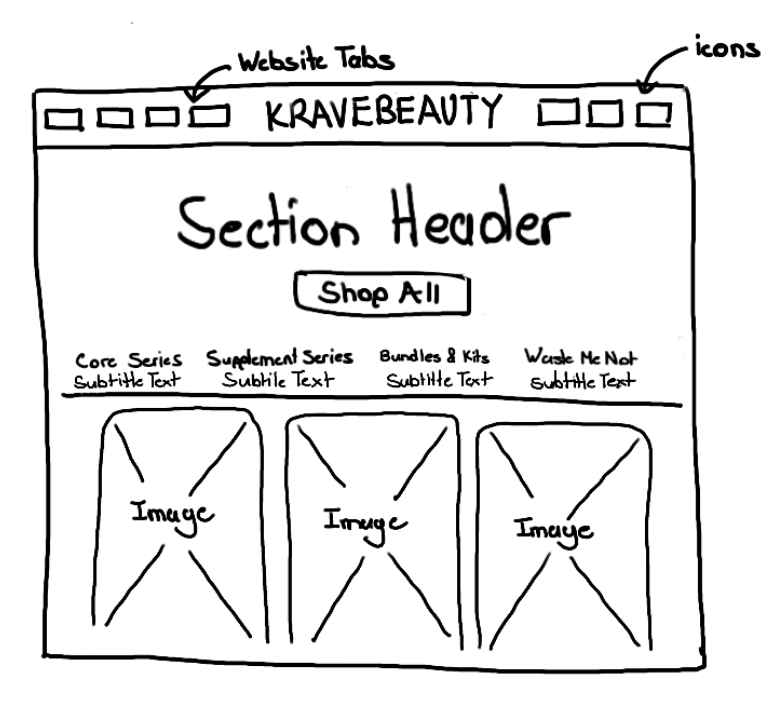 Website Tabs
icons
KRAVEBEAUTY
Section Header
Shop All
Core Series
Subtitle Text
Supplement Series
Subtile Text
Bundles & Kits
Subtitle Text
Waste Me Not
Subtitle Text
Image
Image
Image